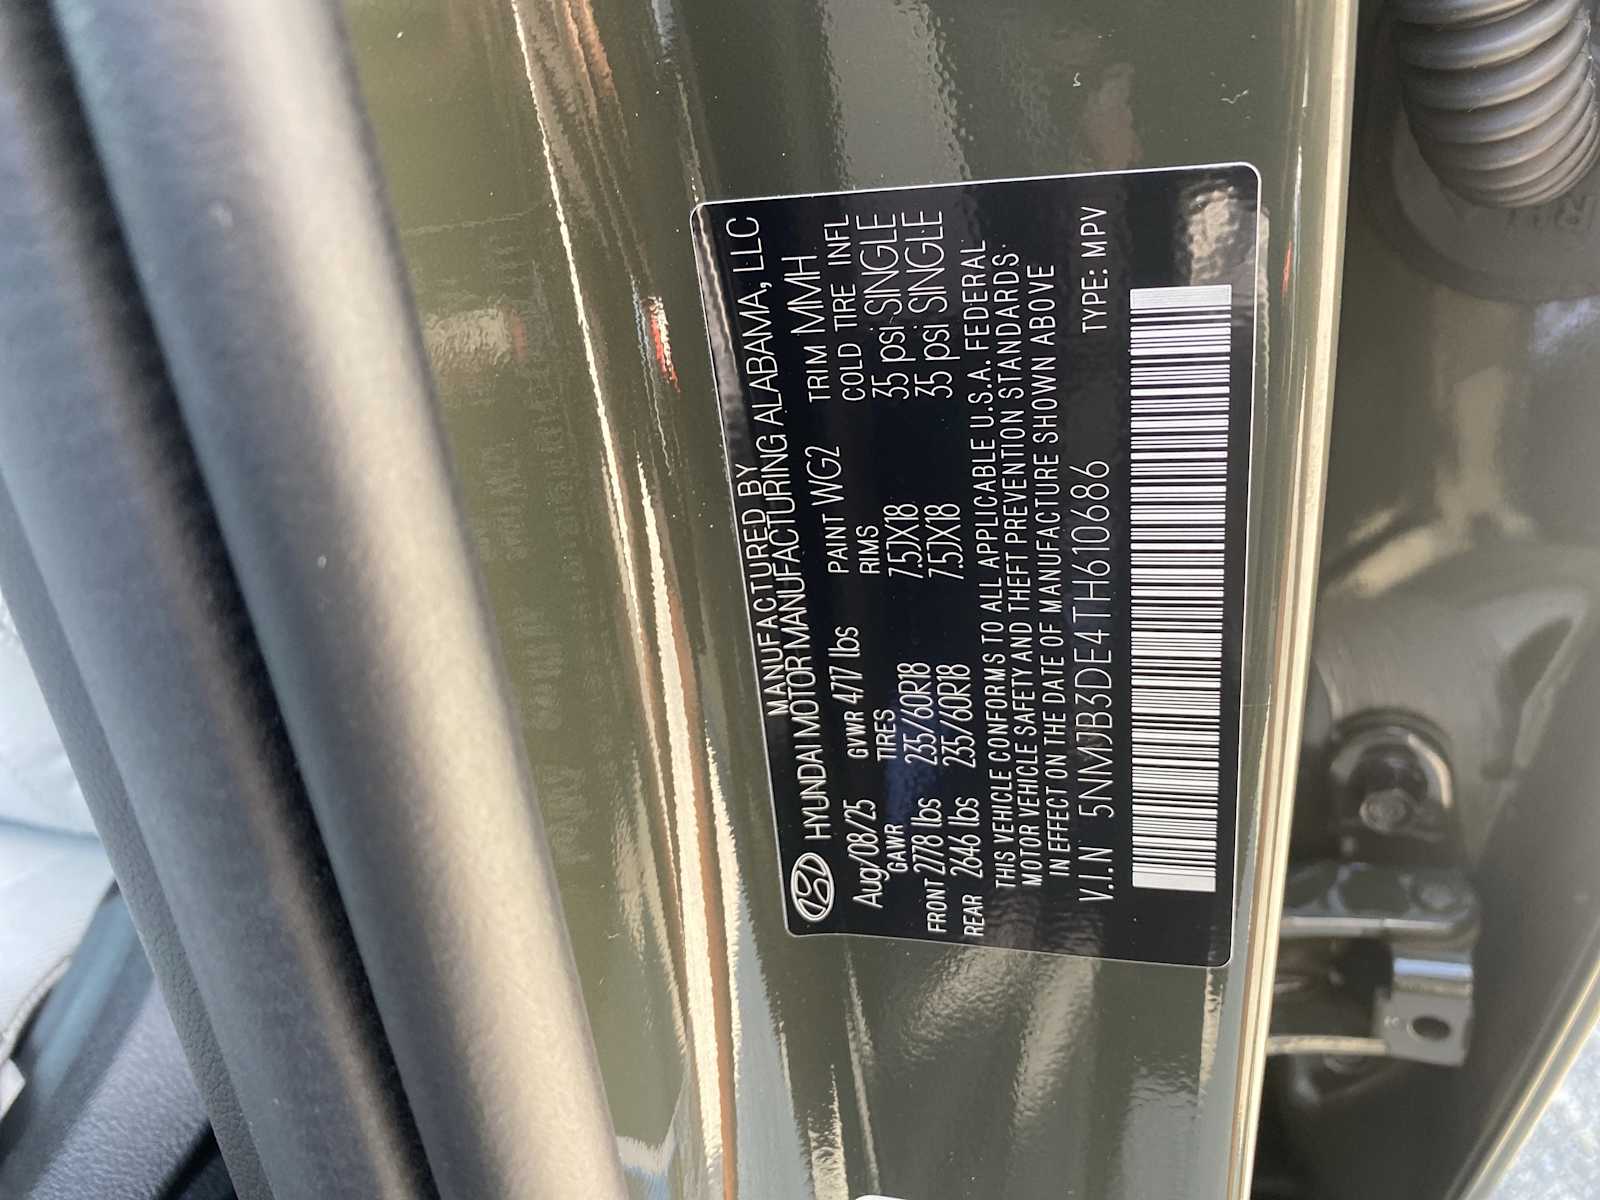 MANUFACTURED BY
HYUNDAI MOTOR MANUFACTURING ALABAMA, LLC
Aug/08/25 GVWR 4717 lbs PAINT WG2 TRIM MMH
GAWR TIRES RIMS COLD TIRE INFL
FRONT 2778 lbs 235/60R18 7.5JX18 35 psi SINGLE
REAR 2646 lbs 235/60R18 7.5JX18 35 psi SINGLE
THIS VEHICLE CONFORMS TO ALL APPLICABLE U.S.A. FEDERAL
MOTOR VEHICLE SAFETY AND THEFT PREVENTION STANDARDS
IN EFFECT ON THE DATE OF MANUFACTURE SHOWN ABOVE
V.I.N 5NMJB3DE4TH610686 TYPE: MPV